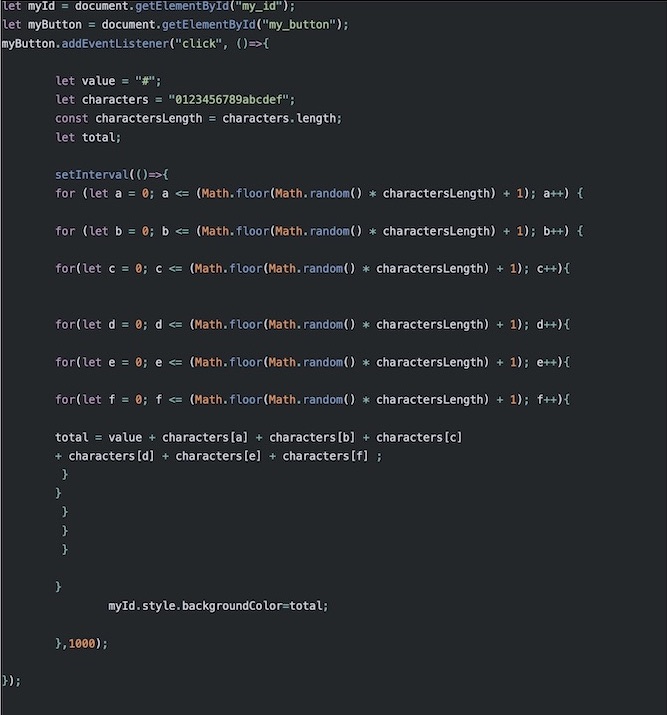 let myId = document.getElementById("my_id");
let myButton = document.getElementById("my_button");
myButton.addEventListener("click", ()=>{
let value = "#";
let characters = "0123456789abcdef";
const charactersLength = characters.length;
let total;
setInterval(()=>{
for (let a = 0; a <= (Math.floor(Math.random() * charactersLength) + 1); a++) {
for (let b = 0; b <= (Math.floor(Math.random() * charactersLength) + 1); b++) {
for(let c = 0; c <= (Math.floor(Math.random() * charactersLength) + 1); c++){
for(let d = 0; d <= (Math.floor(Math.random() * charactersLength) + 1); d++){
for(let e = 0; e <= (Math.floor(Math.random() * charactersLength) + 1); e++){
for(let f = 0; f <= (Math.floor(Math.random() * charactersLength) + 1); f++){
total = value + characters[a] + characters[b] + characters[c]
+ characters[d] + characters[e] + characters[f] ;
}
}
}
}
}
}
myId.style.backgroundColor=total;
},1000);
});